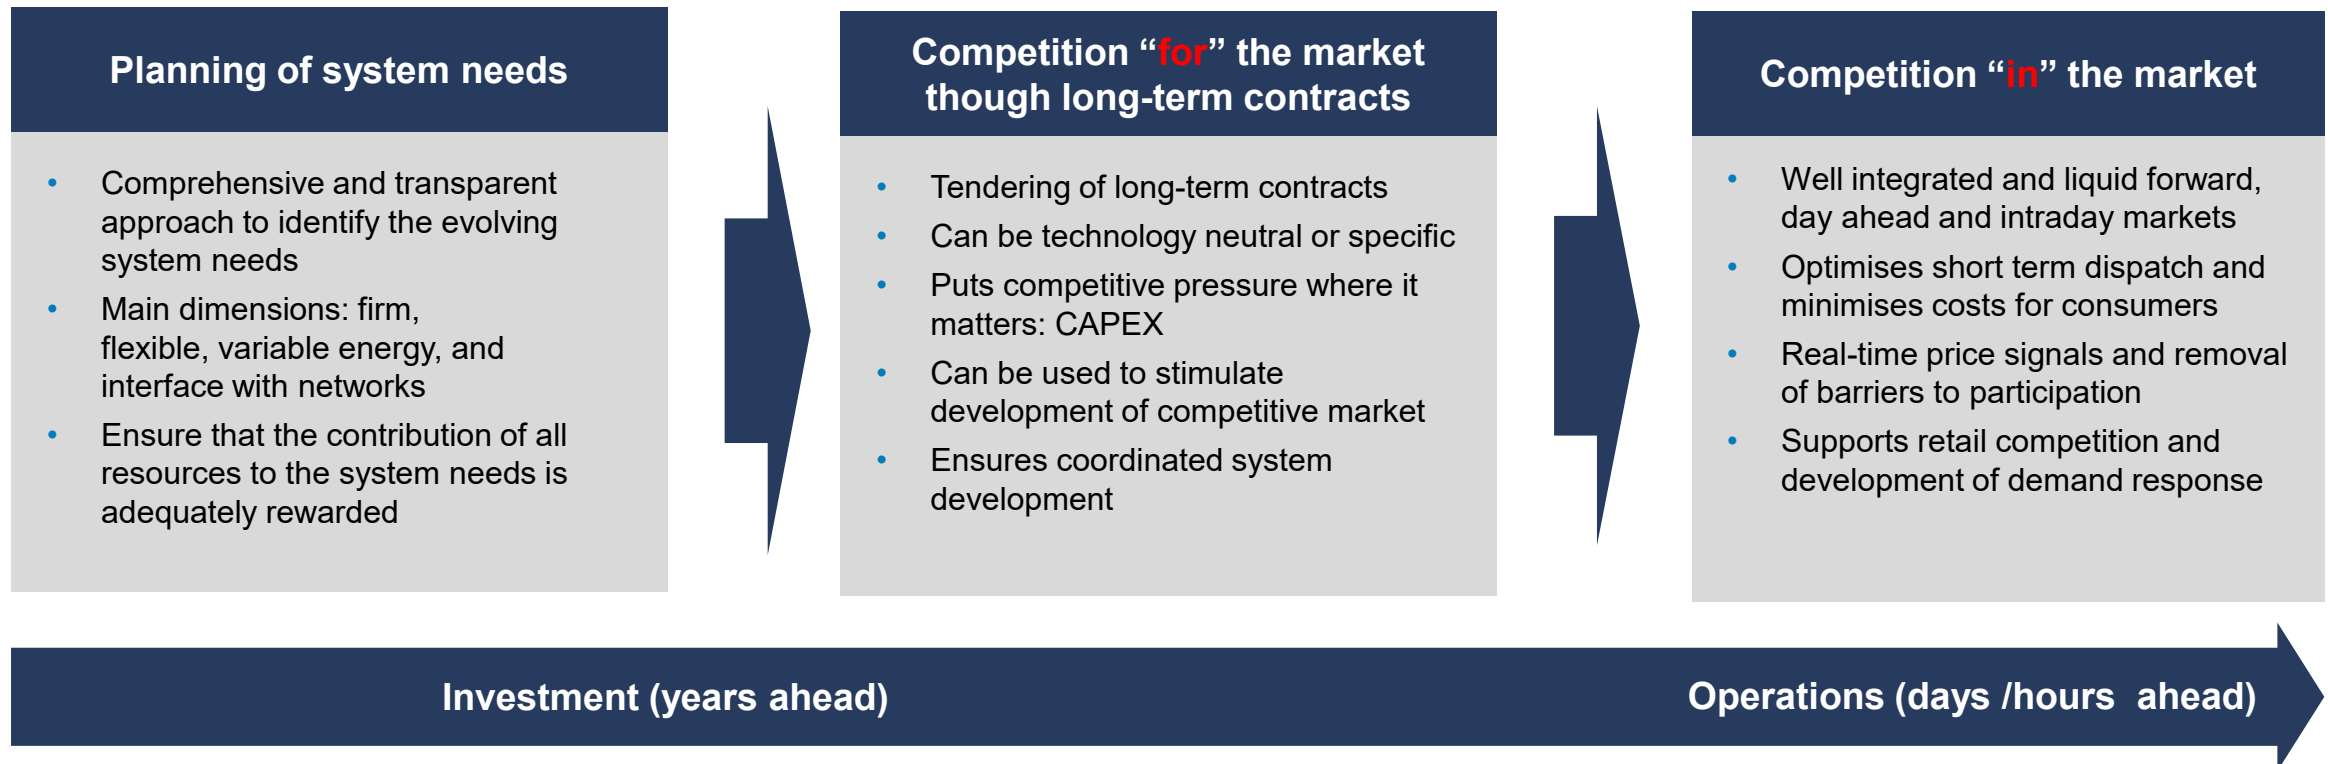 Planning of system needs
• Comprehensive and transparent
approach to identify the evolving
system needs
• Main dimensions: firm,
flexible, variable energy, and
interface with networks
• Ensure that the contribution of all
resources to the system needs is
adequately rewarded
Competition “for” the market
though long-term contracts
• Tendering of long-term contracts
• Can be technology neutral or specific
• Puts competitive pressure where it
matters: CAPEX
• Can be used to stimulate
development of competitive market
• Ensures coordinated system
development
Competition “in” the market
• Well integrated and liquid forward,
day ahead and intraday markets
• Optimises short term dispatch and
minimises costs for consumers
• Real-time price signals and removal
of barriers to participation
• Supports retail competition and
development of demand response
Investment (years ahead)
Operations (days /hours  ahead)